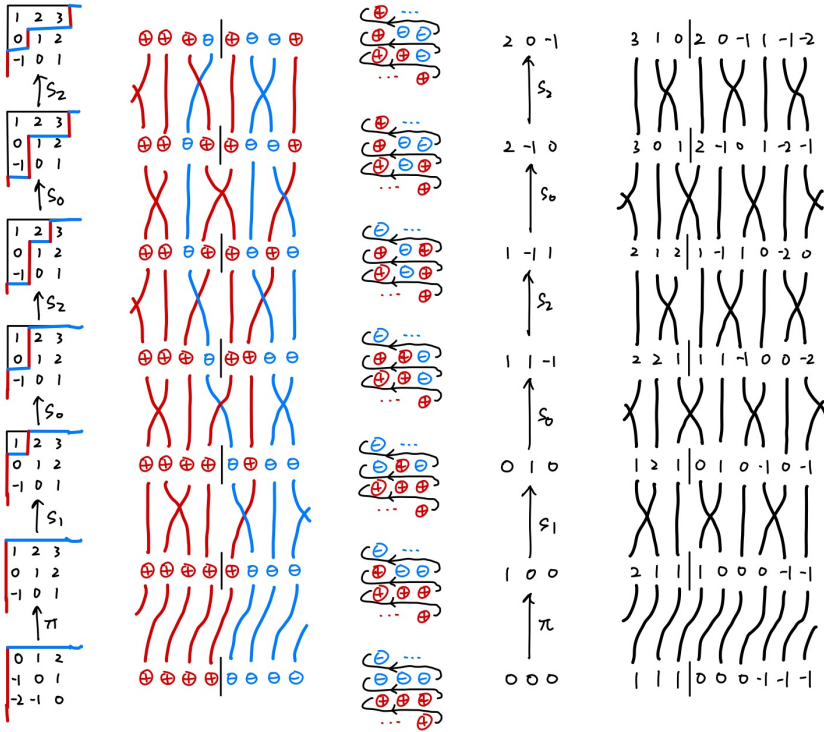 1 2 3
0 1 2
-1 0 1
S₂
1 2 3
0 1 2
-1 0 1
S₀
1 2 3
0 1 2
-1 0 1
S₂
1 2 3
0 1 2
-1 0 1
S₀
1 2 3
0 1 2
-1 0 1
S₁
1 2 3
0 1 2
-1 0 1
π
0 1 2
-1 0 1
-2 -1 0
⊕ ⊕ ⊕ ⊖ | ⊕ ⊖ ⊖ ⊕
⊕ ⊕ ⊖ ⊕ | ⊕ ⊖ ⊖ ⊕
⊕ ⊕ ⊖ ⊕ | ⊕ ⊖ ⊕ ⊖
⊕ ⊕ ⊕ ⊖ | ⊕ ⊕ ⊖ ⊖
⊕ ⊕ ⊕ ⊕ | ⊖ ⊕ ⊖ ⊖
⊕ ⊕ ⊕ ⊕ | ⊕ ⊖ ⊖ ⊖
⊕ ⊕ ⊕ ⊕ | ⊖ ⊖ ⊖ ⊖
⊕ ...
⊕ ⊖ ⊖
⊕ ⊕ ⊖
... ⊕
⊕ ...
⊕ ⊖ ⊖
⊕ ⊖ ⊕
... ⊕
⊖ ...
⊕ ⊖ ⊕
⊕ ⊖ ⊕
... ⊕
⊖ ...
⊕ ⊕ ⊖
⊕ ⊕ ⊖
... ⊕
⊖ ...
⊖ ⊕ ⊖
⊕ ⊕ ⊕
... ⊕
⊖ ...
⊕ ⊖ ⊖
⊕ ⊕ ⊕
... ⊕
⊖ ...
⊖ ⊖ ⊖
⊕ ⊕ ⊕
... ⊕
2 0 -1
S₂
2 -1 0
S₀
1 -1 1
S₂
1 1 -1
S₀
0 1 0
S₁
1 0 0
π
0 0 0
3 1 0 | 2 0 -1 1 -1 -2
3 0 1 | 2 -1 0 1 -2 -1
2 1 2 | 1 -1 1 0 -2 0
2 2 1 | 1 1 -1 0 0 -2
1 2 1 | 0 1 0 -1 0 -1
2 1 1 | 1 0 0 0 -1 -1
1 1 1 | 0 0 0 -1 -1 -1